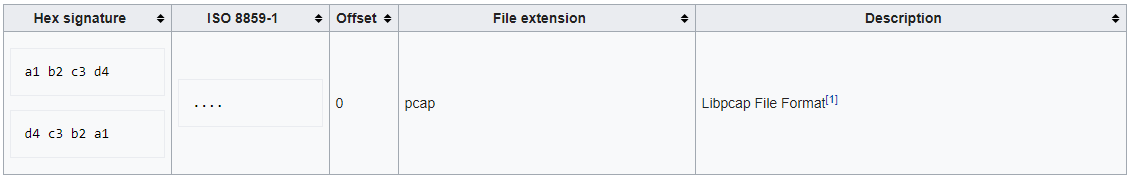 Hex signature ISO 8859-1 Offset File extension Description
a1 b2 c3 d4
d4 c3 b2 a1
.... 0 pcap Libpcap File Format[1]